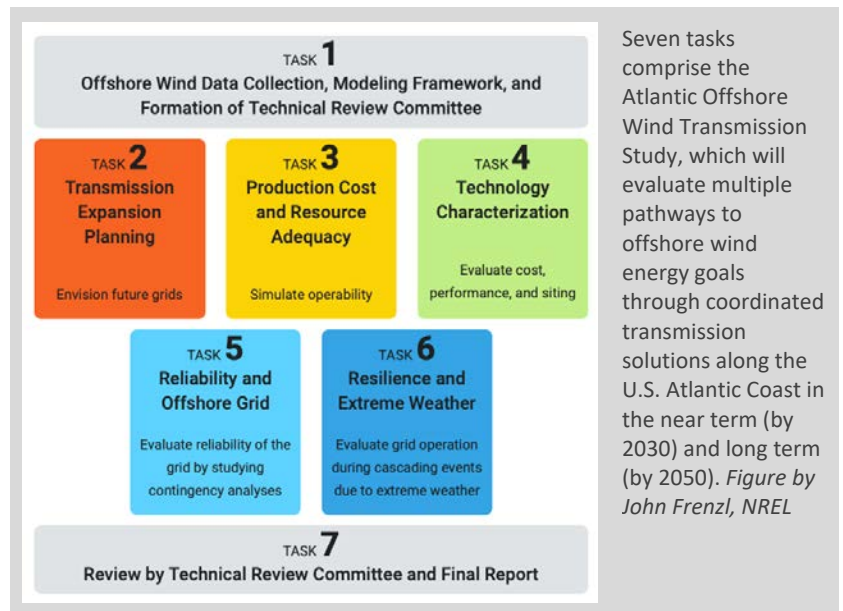 TASK 1
Offshore Wind Data Collection, Modeling Framework, and
Formation of Technical Review Committee
TASK 2
Transmission
Expansion
Planning
Envision future grids
TASK 3
Production Cost
and Resource
Adequacy
Simulate operability
TASK 4
Technology
Characterization
Evaluate cost,
performance, and siting
TASK 5
Reliability and
Offshore Grid
Evaluate reliability of the
grid by studying
contingency analyses
TASK 6
Resilience and
Extreme Weather
Evaluate grid operation
during cascading events
due to extreme weather
TASK 7
Review by Technical Review Committee and Final Report
Seven tasks
comprise the
Atlantic Offshore
Wind Transmission
Study, which will
evaluate multiple
pathways to
offshore wind
energy goals
through coordinated
transmission
solutions along the
U.S. Atlantic Coast in
the near term (by
2030) and long term
(by 2050). Figure by
John Frenzl, NREL